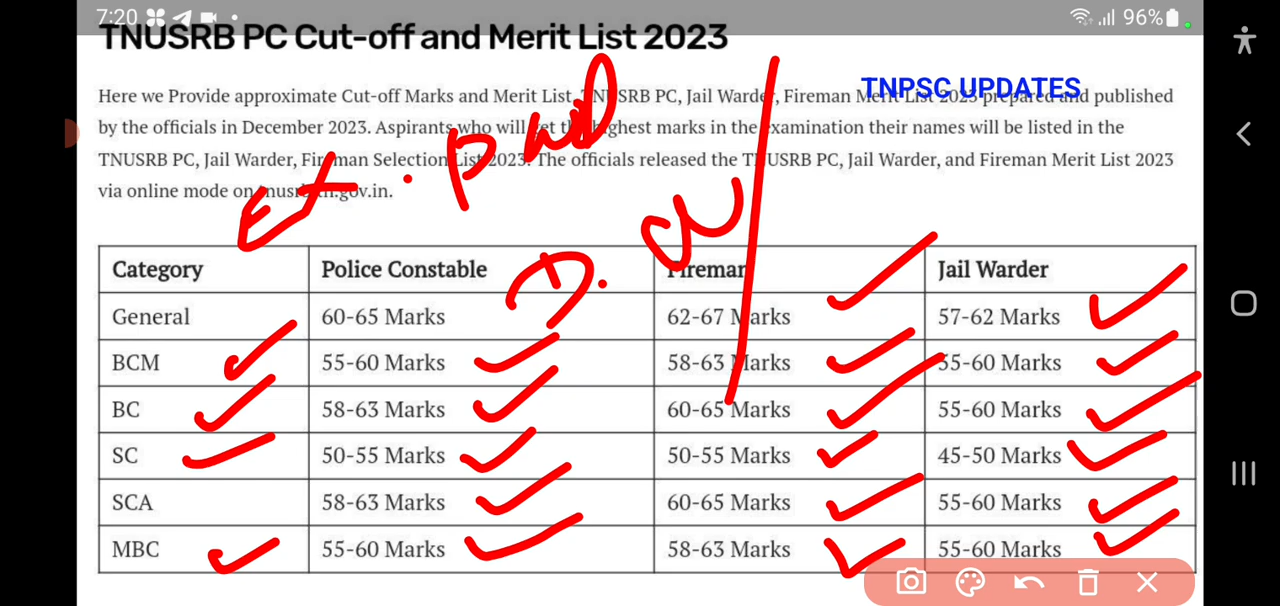 7:20
96%
TNUSRB PC Cut-off and Merit List 2023
TNPSC UPDATES
Here we Provide approximate Cut-off Marks and Merit List. TNUSRB PC, Jail Warder, Fireman Merit List 2023 prepared and published
by the officials in December 2023. Aspirants who will get the highest marks in the examination their names will be listed in the
TNUSRB PC, Jail Warder, Fireman Selection List 2023. The officials released the TNUSRB PC, Jail Warder, and Fireman Merit List 2023
via online mode on tnusrb.tn.gov.in.
Category Police Constable Fireman Jail Warder
General 60-65 Marks 62-67 Marks 57-62 Marks
BCM 55-60 Marks 58-63 Marks 55-60 Marks
BC 58-63 Marks 60-65 Marks 55-60 Marks
SC 50-55 Marks 50-55 Marks 45-50 Marks
SCA 58-63 Marks 60-65 Marks 55-60 Marks
MBC 55-60 Marks 58-63 Marks 55-60 Marks